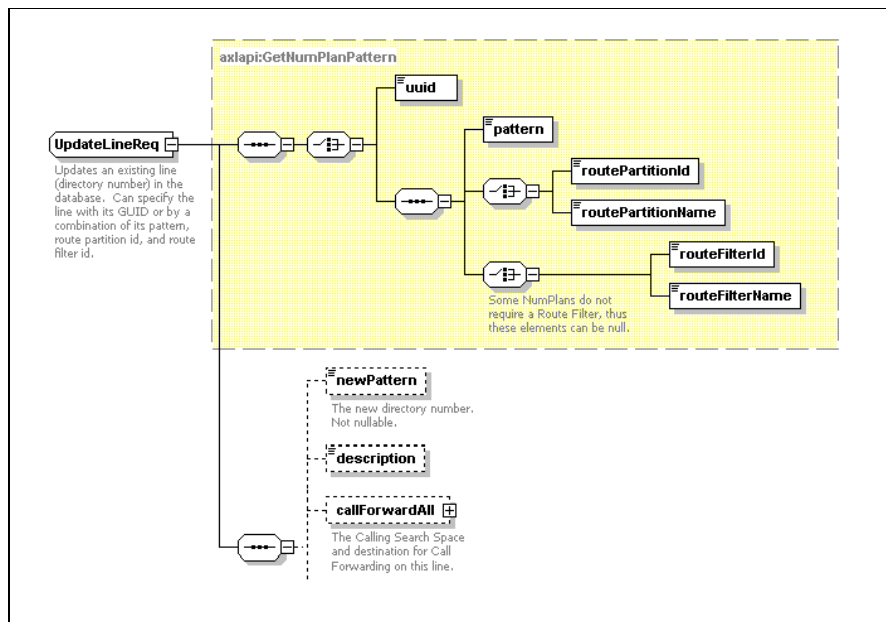 axlapi:GetNumPlanPattern
uuid
UpdateLineReq
Updates an existing line
(directory number) in the
database. Can specify the
line with its GUID or by a
combination of its pattern,
route partition id, and route
filter id.
pattern
routePartitionId
routePartitionName
routeFilterId
routeFilterName
Some NumPlans do not
require a Route Filter, thus
these elements can be null.
newPattern
The new directory number.
Not nullable.
description
callForwardAll
The Calling Search Space
and destination for Call
Forwarding on this line.